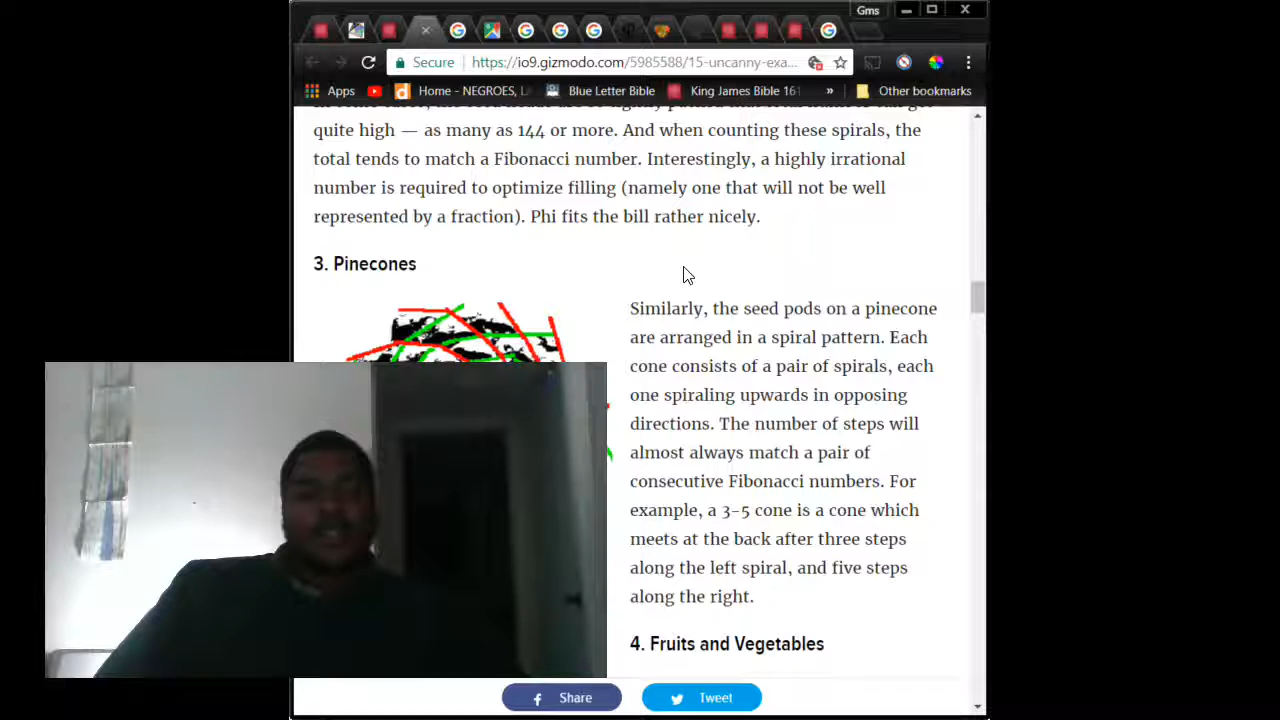 Gms
Secure https://io9.gizmodo.com/5985588/15-uncanny-exa...
Apps Home - NEGROES, LA Blue Letter Bible King James Bible 161 » Other bookmarks
quite high — as many as 144 or more. And when counting these spirals, the
total tends to match a Fibonacci number. Interestingly, a highly irrational
number is required to optimize filling (namely one that will not be well
represented by a fraction). Phi fits the bill rather nicely.
3. Pinecones
Similarly, the seed pods on a pinecone
are arranged in a spiral pattern. Each
cone consists of a pair of spirals, each
one spiraling upwards in opposing
directions. The number of steps will
almost always match a pair of
consecutive Fibonacci numbers. For
example, a 3-5 cone is a cone which
meets at the back after three steps
along the left spiral, and five steps
along the right.
4. Fruits and Vegetables
Share Tweet